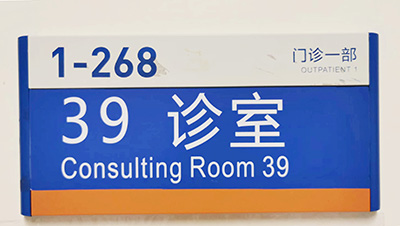 1-268 门诊一部
OUTPATIENT 1
39 诊室
Consulting Room 39